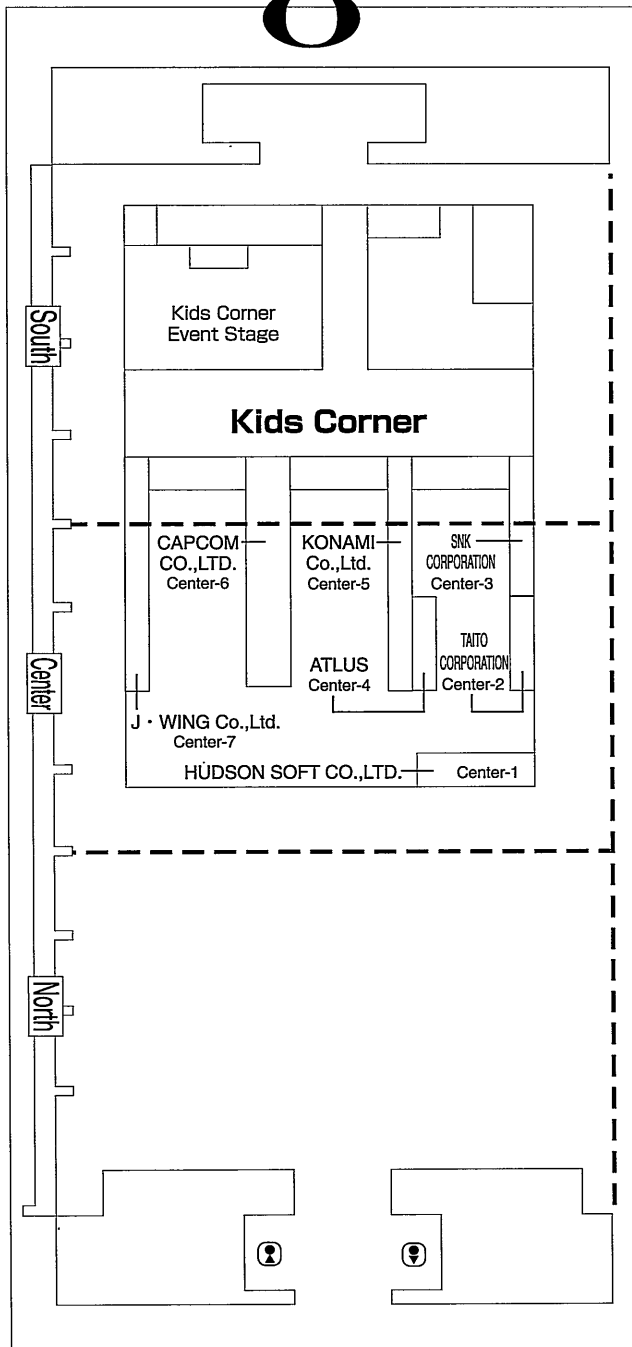 8
Kids Corner
Event Stage
South
Kids Corner
CAPCOM
CO.,LTD.
Center-6
KONAMI
Co.,Ltd.
Center-5
SNK
CORPORATION
Center-3
ATLUS
Center-4
TAITO
CORPORATION
Center-2
Center
J・WING Co.,Ltd.
Center-7
HUDSON SOFT CO.,LTD.
Center-1
North